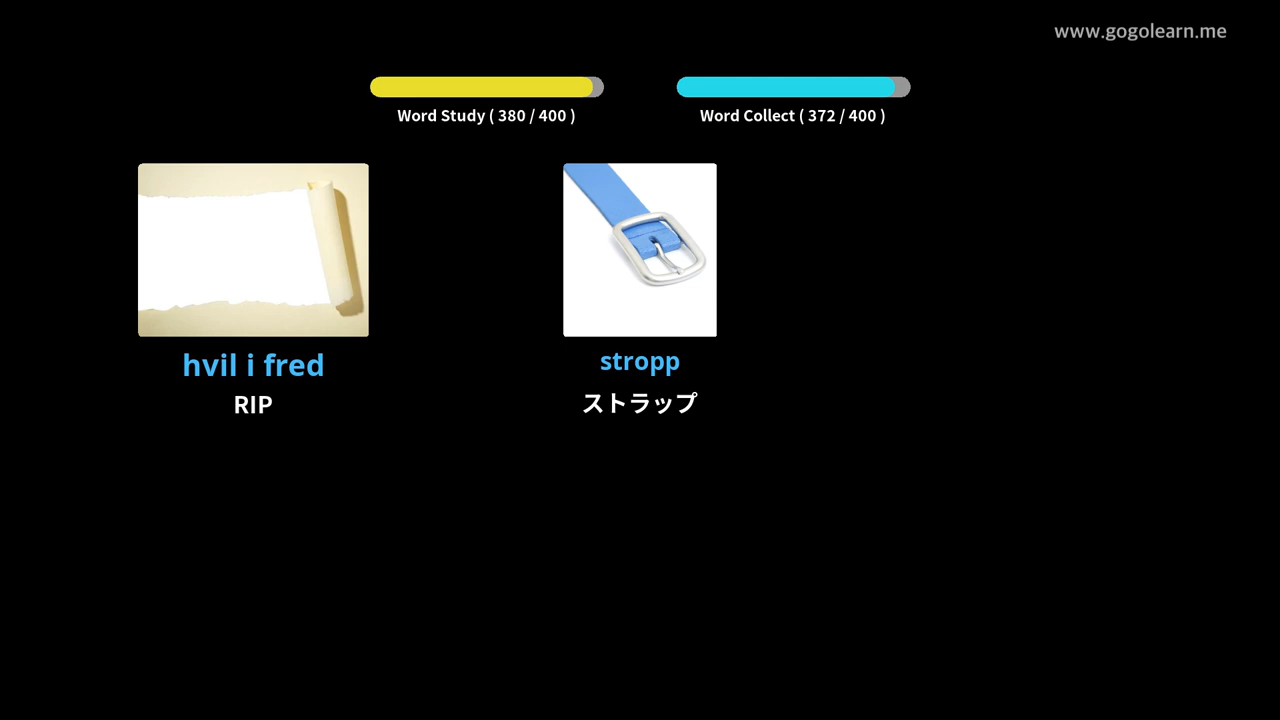 www.gogolearn.me
Word Study ( 380 / 400 )
Word Collect ( 372 / 400 )
hvil i fred
RIP
stropp
ストラップ